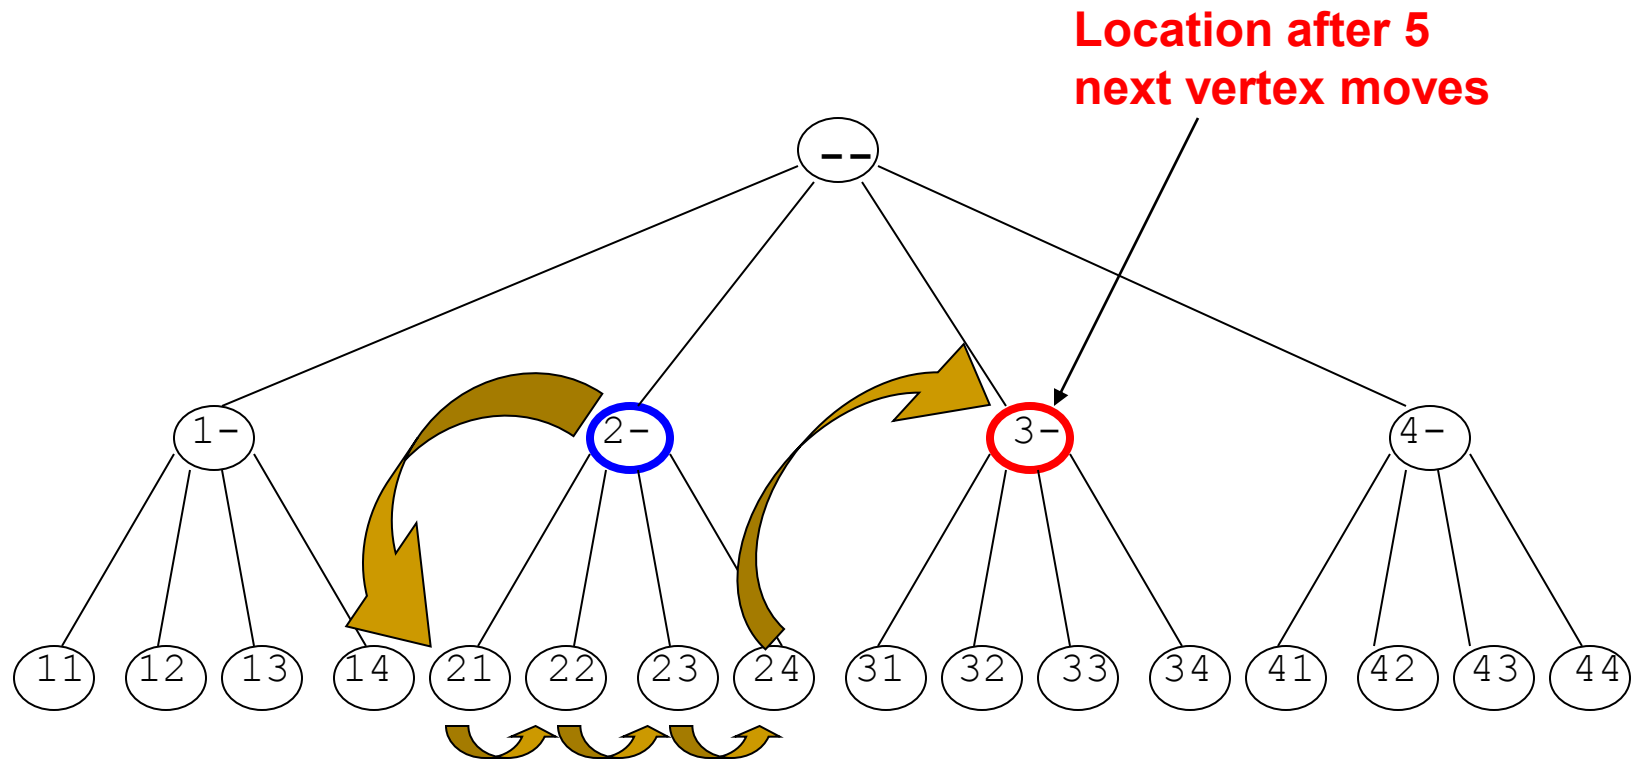 Location after 5
next vertex moves
--
1- 2- 3- 4-
11 12 13 14 21 22 23 24 31 32 33 34 41 42 43 44